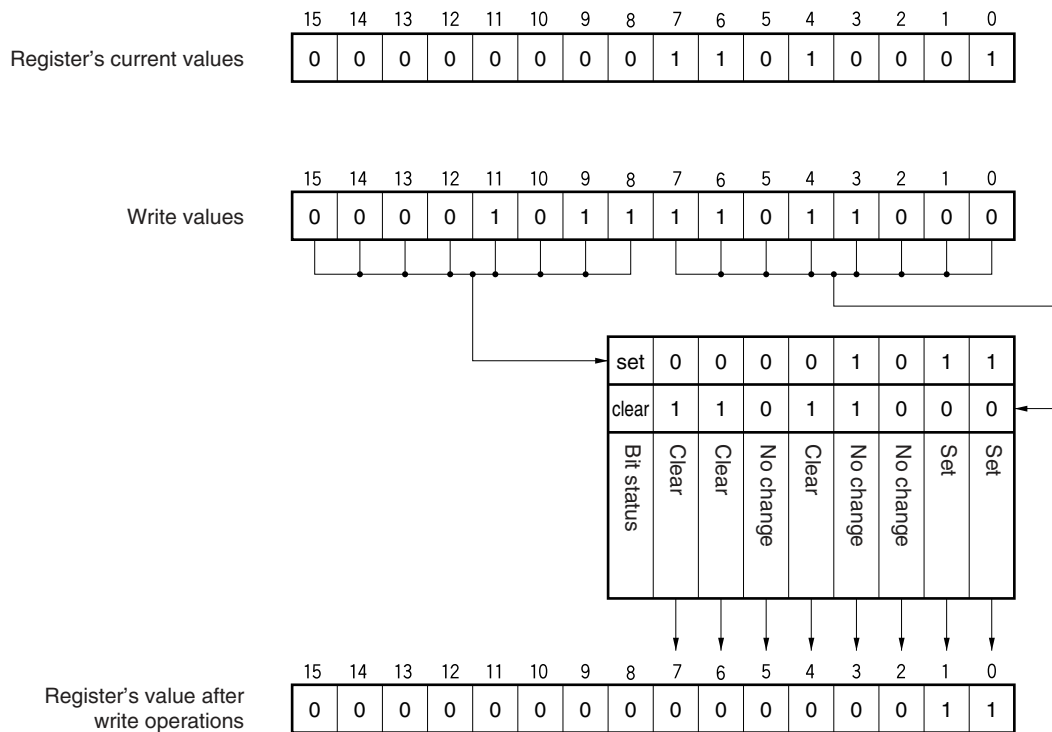 15 14 13 12 11 10 9 8 7 6 5 4 3 2 1 0
Register's current values 0 0 0 0 0 0 0 0 1 1 0 1 0 0 0 1
15 14 13 12 11 10 9 8 7 6 5 4 3 2 1 0
Write values 0 0 0 0 1 0 1 1 1 1 0 1 1 0 0 0
set 0 0 0 0 1 0 1 1
clear 1 1 0 1 1 0 0 0
Bit status Clear Clear No change Clear No change No change Set Set
15 14 13 12 11 10 9 8 7 6 5 4 3 2 1 0
Register's value after
write operations 0 0 0 0 0 0 0 0 0 0 0 0 0 0 1 1